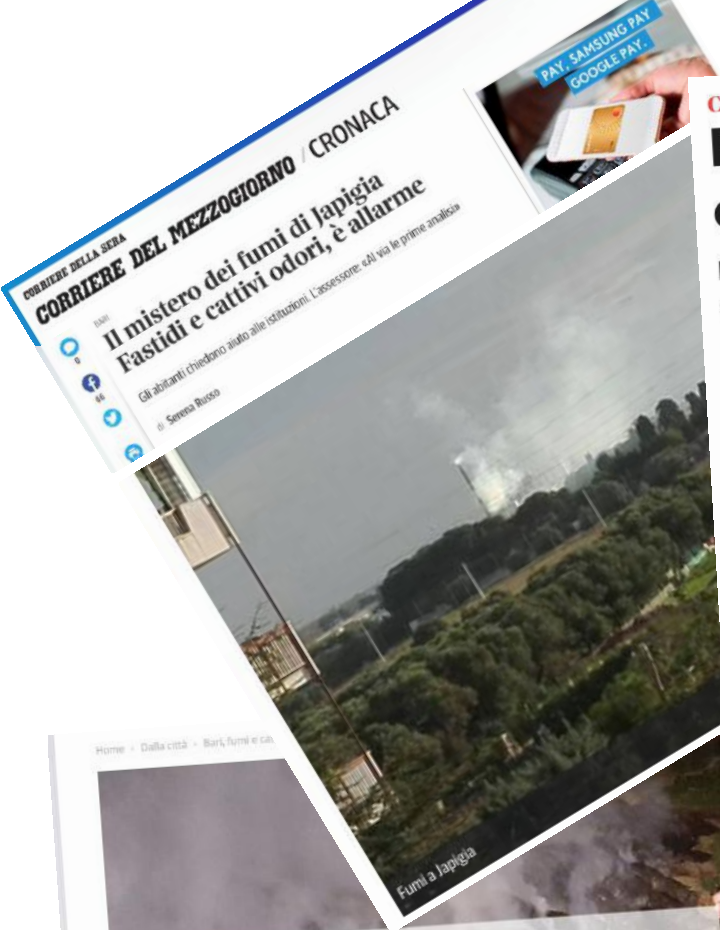 PAY, SAMSUNG PAY
GOOGLE PAY.
CORRIERE DELLA SERA
CORRIERE DEL MEZZOGIORNO / CRONACA
BARI
Il mistero dei fumi di Japigia
Fastidi e cattivi odori, è allarme
Gli abitanti chiedono aiuto alle istituzioni. L'assessore: «Al via le prime analisi»
di Serena Russo
0
46
Fumi a Japigia
Home - Dalla città - Bari, fumi e cat
C